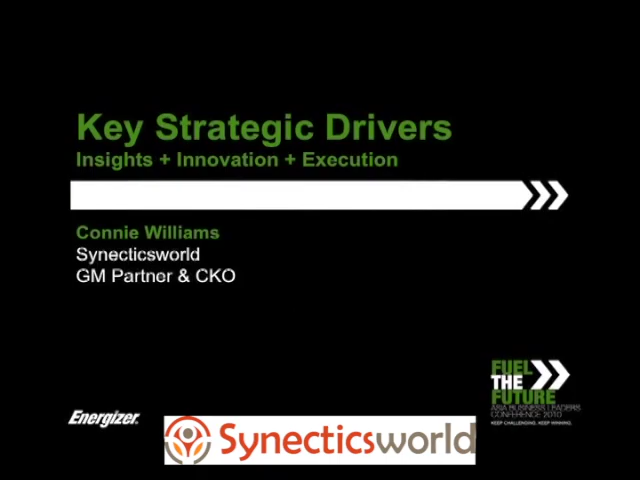 Key Strategic Drivers
Insights + Innovation + Execution
Connie Williams
Synecticsworld
GM Partner & CKO
FUEL
THE
FUTURE
ASIA BUSINESS LEADERS
CONFERENCE 2010
KEEP CHALLENGING. KEEP WINNING.
Energizer.
Synecticsworld